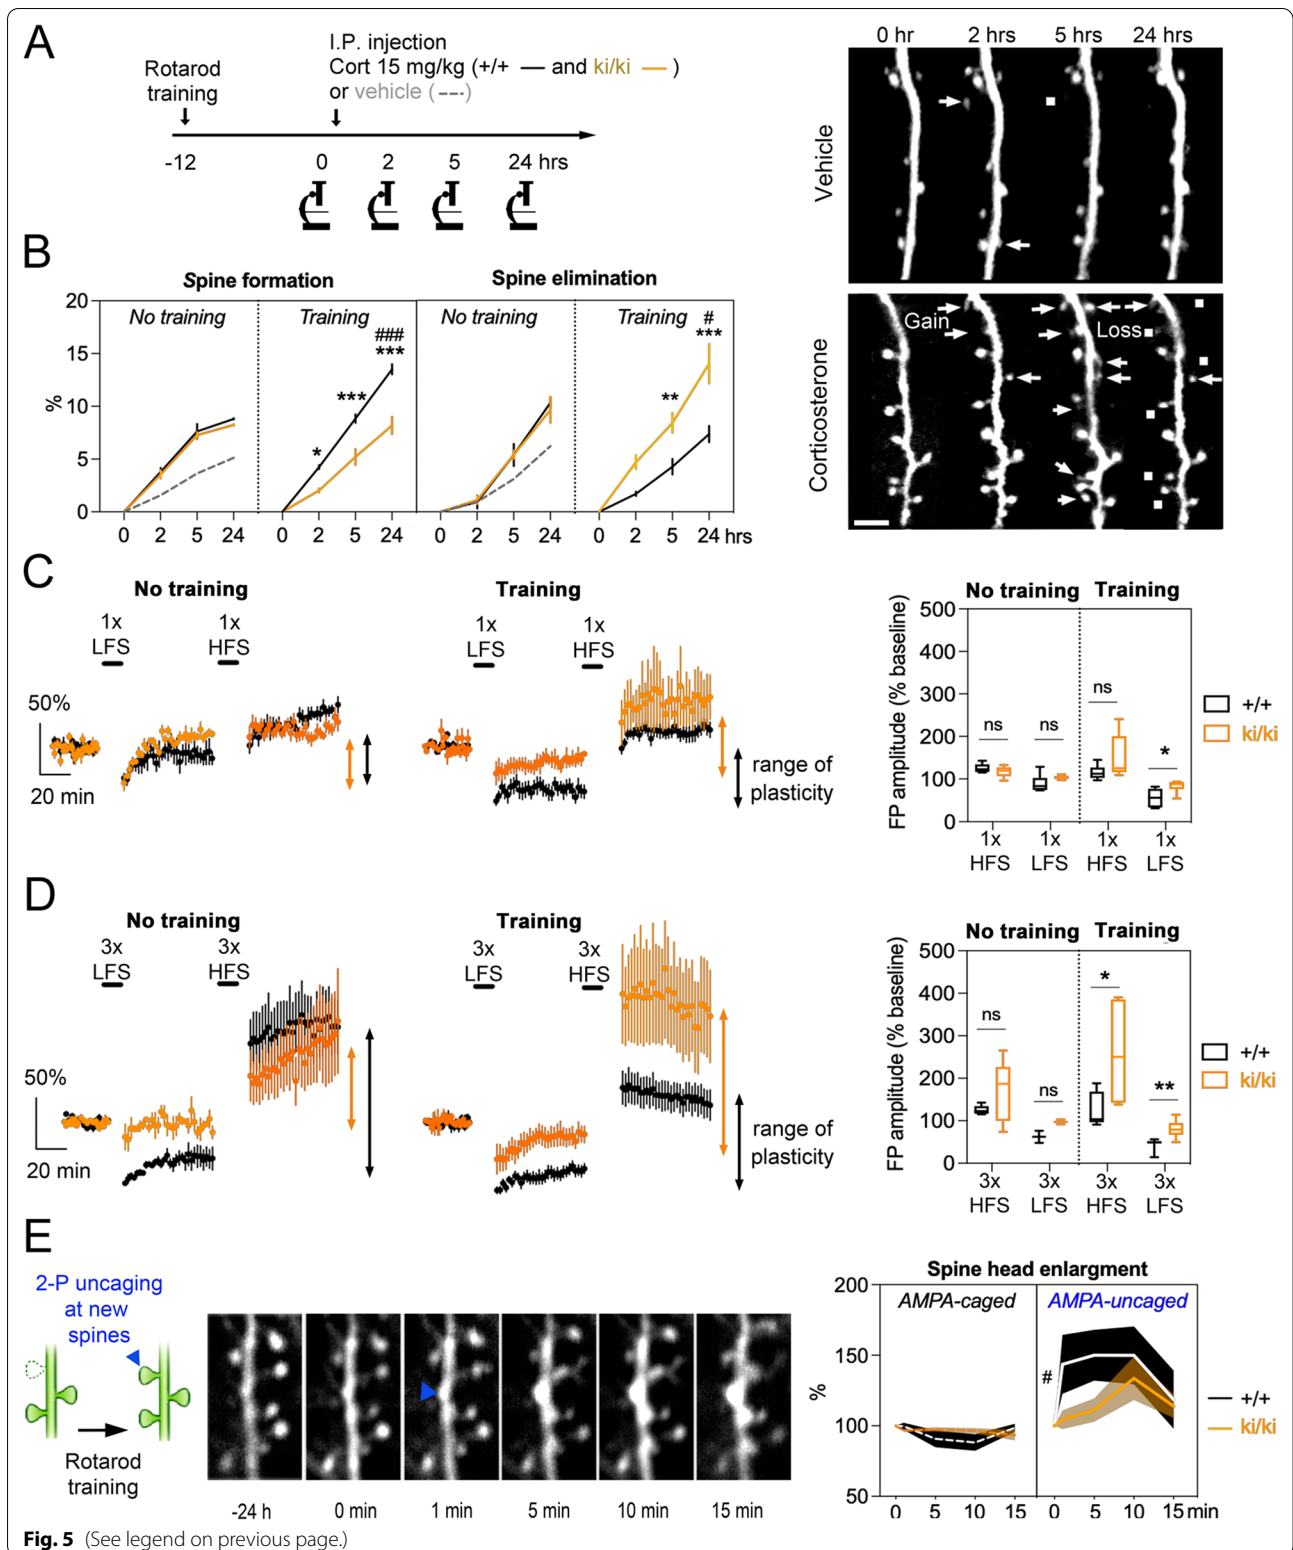 A
Rotarod
training
I.P. injection
Cort 15 mg/kg (+/+ — and ki/ki — )
or vehicle (---)
-12
0
2
5
24 hrs
0 hr
2 hrs
5 hrs
24 hrs
Vehicle
Corticosterone
Gain
Loss
B
Spine formation
Spine elimination
No training
Training
No training
Training
###
***
***
*
#
***
**
20
15
10
5
0
%
0 2 5 24
0 2 5 24
0 2 5 24
0 2 5 24 hrs
C
No training
1x
LFS
1x
HFS
Training
1x
LFS
1x
HFS
50%
20 min
range of
plasticity
No training
Training
FP amplitude (% baseline)
500
400
300
200
100
0
ns
ns
ns
*
1x
HFS
1x
LFS
1x
HFS
1x
LFS
+/+
ki/ki
D
No training
3x
LFS
3x
HFS
Training
3x
LFS
3x
HFS
50%
20 min
range of
plasticity
No training
Training
FP amplitude (% baseline)
500
400
300
200
100
0
ns
ns
*
**
3x
HFS
3x
LFS
3x
HFS
3x
LFS
+/+
ki/ki
E
2-P uncaging
at new
spines
Rotarod
training
-24 h
0 min
1 min
5 min
10 min
15 min
Spine head enlargment
AMPA-caged
AMPA-uncaged
200
150
100
50
%
#
0 5 10 15
0 5 10 15 min
+/+
ki/ki
Fig. 5 (See legend on previous page.)